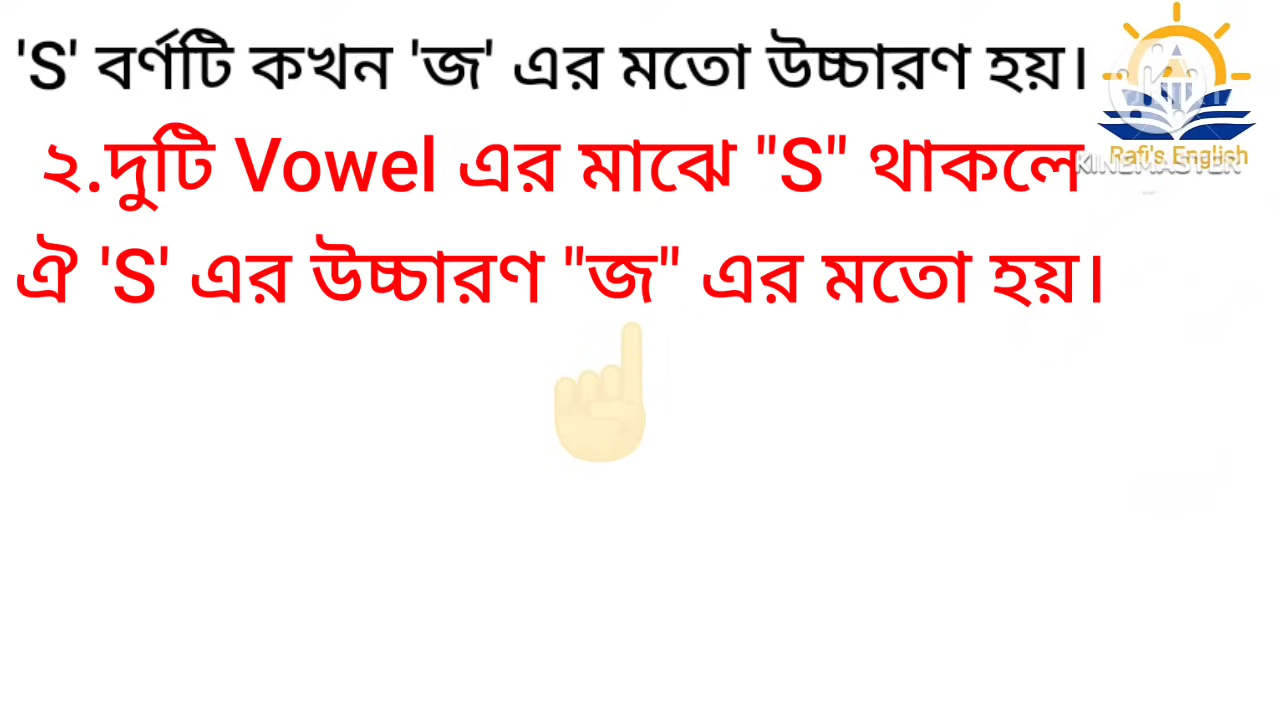 'S' বর্ণটি কখন 'জ' এর মতো উচ্চারণ হয়।
২.দুটি Vowel এর মাঝে "S" থাকলে
ঐ 'S' এর উচ্চারণ "জ" এর মতো হয়।
Rafi's English
KINEMASTER